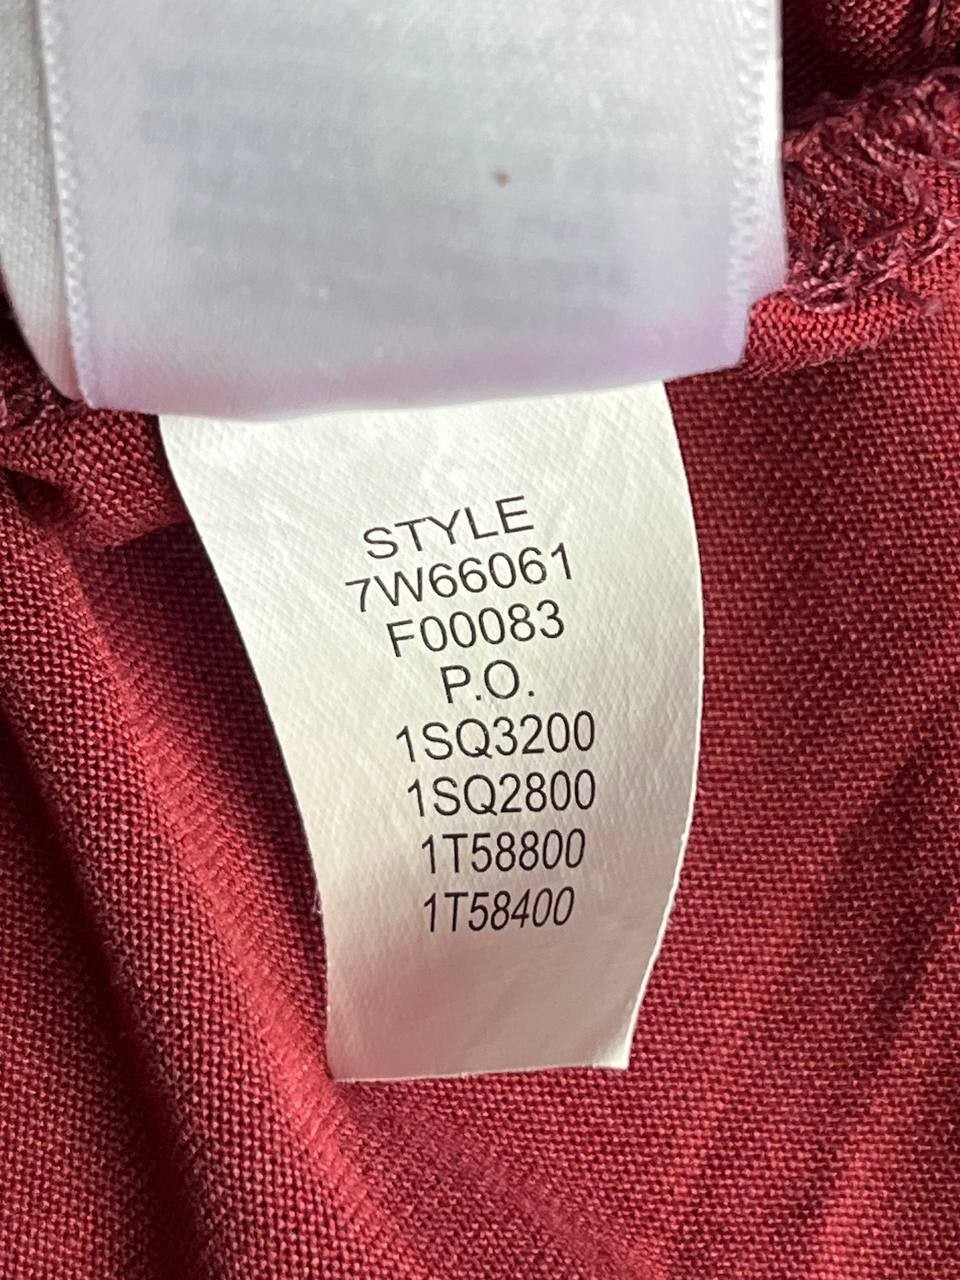 STYLE
7W66061
F00083
P.O.
1SQ3200
1SQ2800
1T58800
1T58400